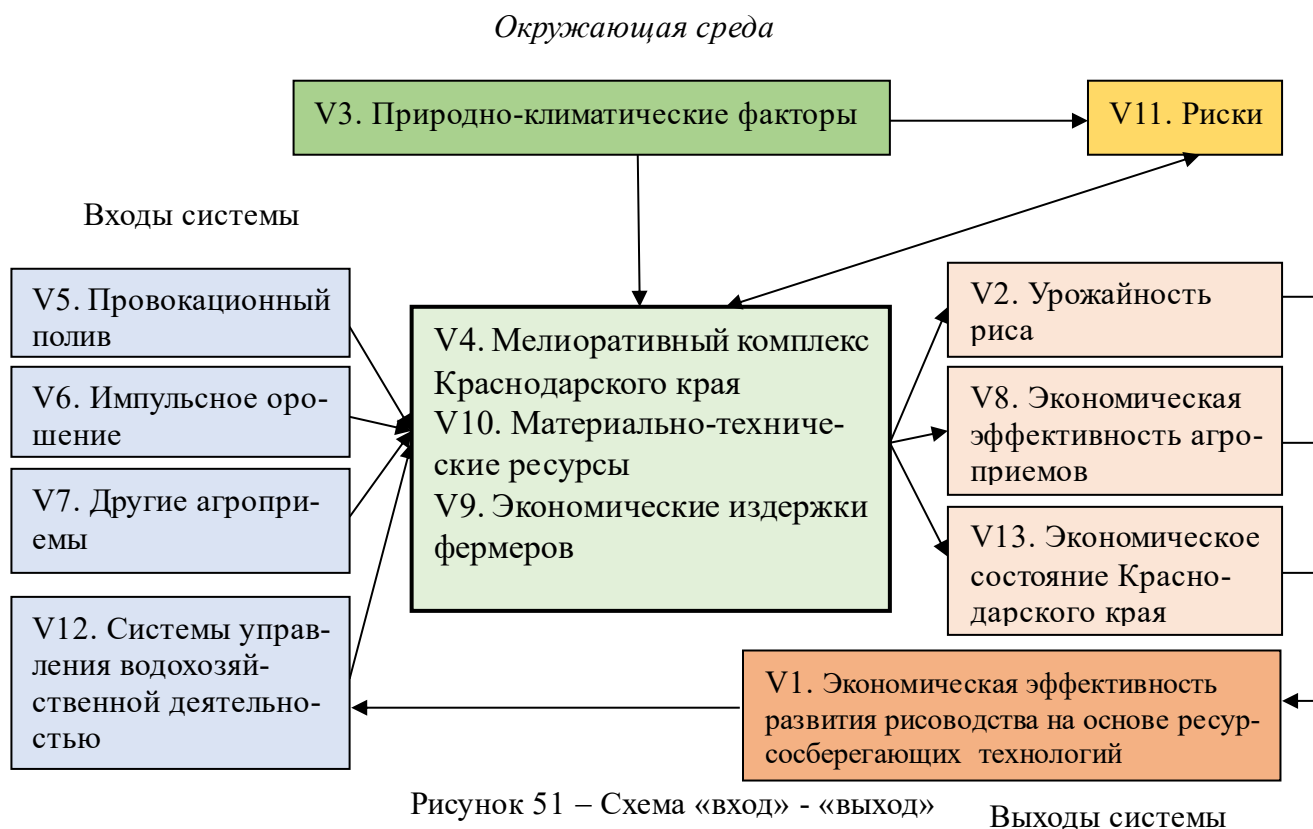 Окружающая среда
V3. Природно-климатические факторы
V11. Риски
Входы системы
V5. Провокационный
полив
V6. Импульсное оро-
шение
V7. Другие агропри-
емы
V12. Системы управ-
ления водохозяй-
ственной деятельно-
стью
V4. Мелиоративный комплекс
Краснодарского края
V10. Материально-техниче-
ские ресурсы
V9. Экономические издержки
фермеров
V2. Урожайность
риса
V8. Экономическая
эффективность агро-
приемов
V13. Экономическое
состояние Красно-
дарского края
V1. Экономическая эффективность
развития рисоводства на основе ресур-
сосберегающих технологий
Рисунок 51 – Схема «вход» - «выход»
Выходы системы